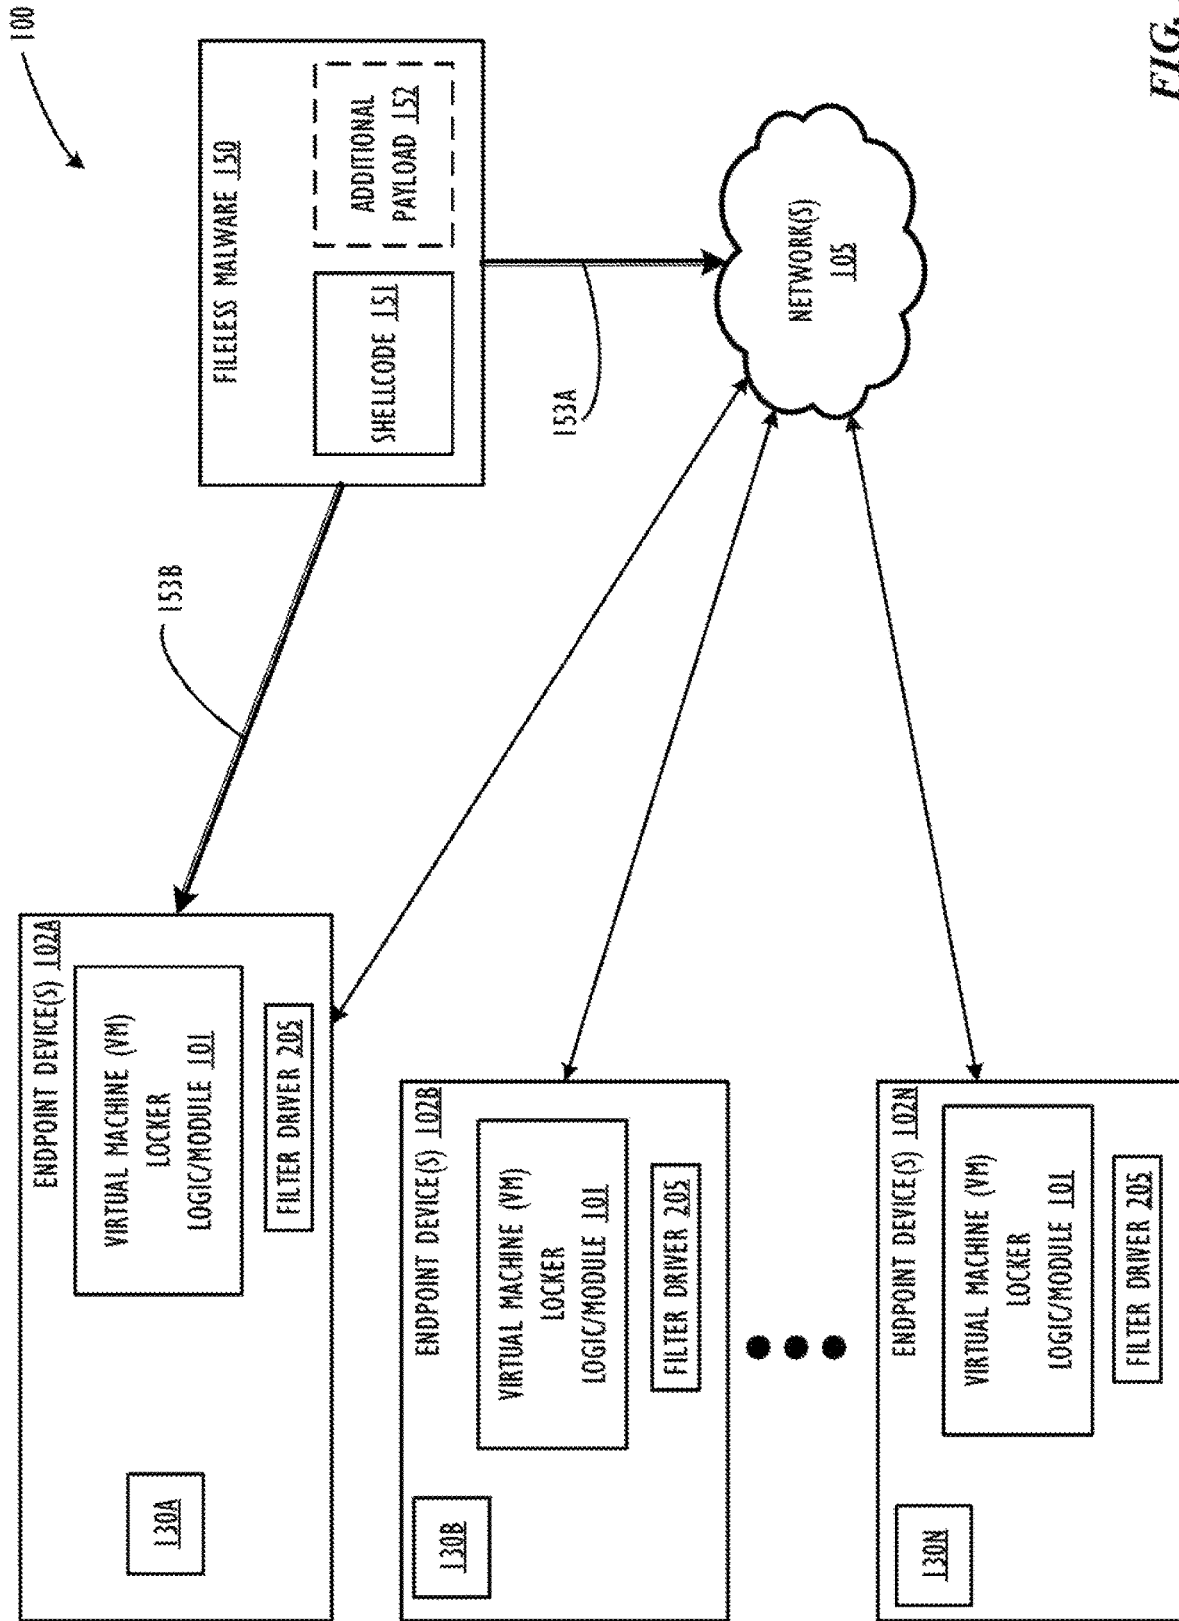 100
FILELESS MALWARE 150
SHELLCODE 151
ADDITIONAL
PAYLOAD 152
153B
153A
NETWORK(S)
105
ENDPOINT DEVICE(S) 102A
VIRTUAL MACHINE (VM)
LOCKER
LOGIC/MODULE 101
FILTER DRIVER 205
130A
ENDPOINT DEVICE(S) 102B
VIRTUAL MACHINE (VM)
LOCKER
LOGIC/MODULE 101
FILTER DRIVER 205
130B
ENDPOINT DEVICE(S) 102N
VIRTUAL MACHINE (VM)
LOCKER
LOGIC/MODULE 101
FILTER DRIVER 205
130N
FIG.